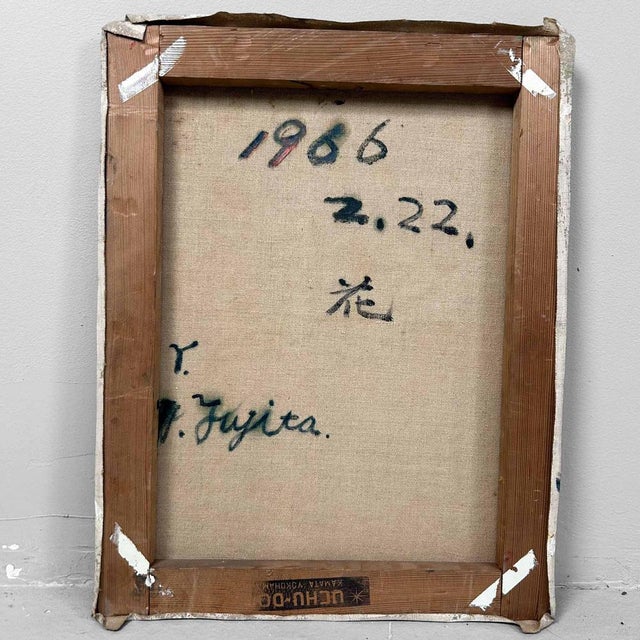 1966
2.22.
花
Y.
Y. Fujita.
UCHU-DO
KAMATA YOKOHAMA